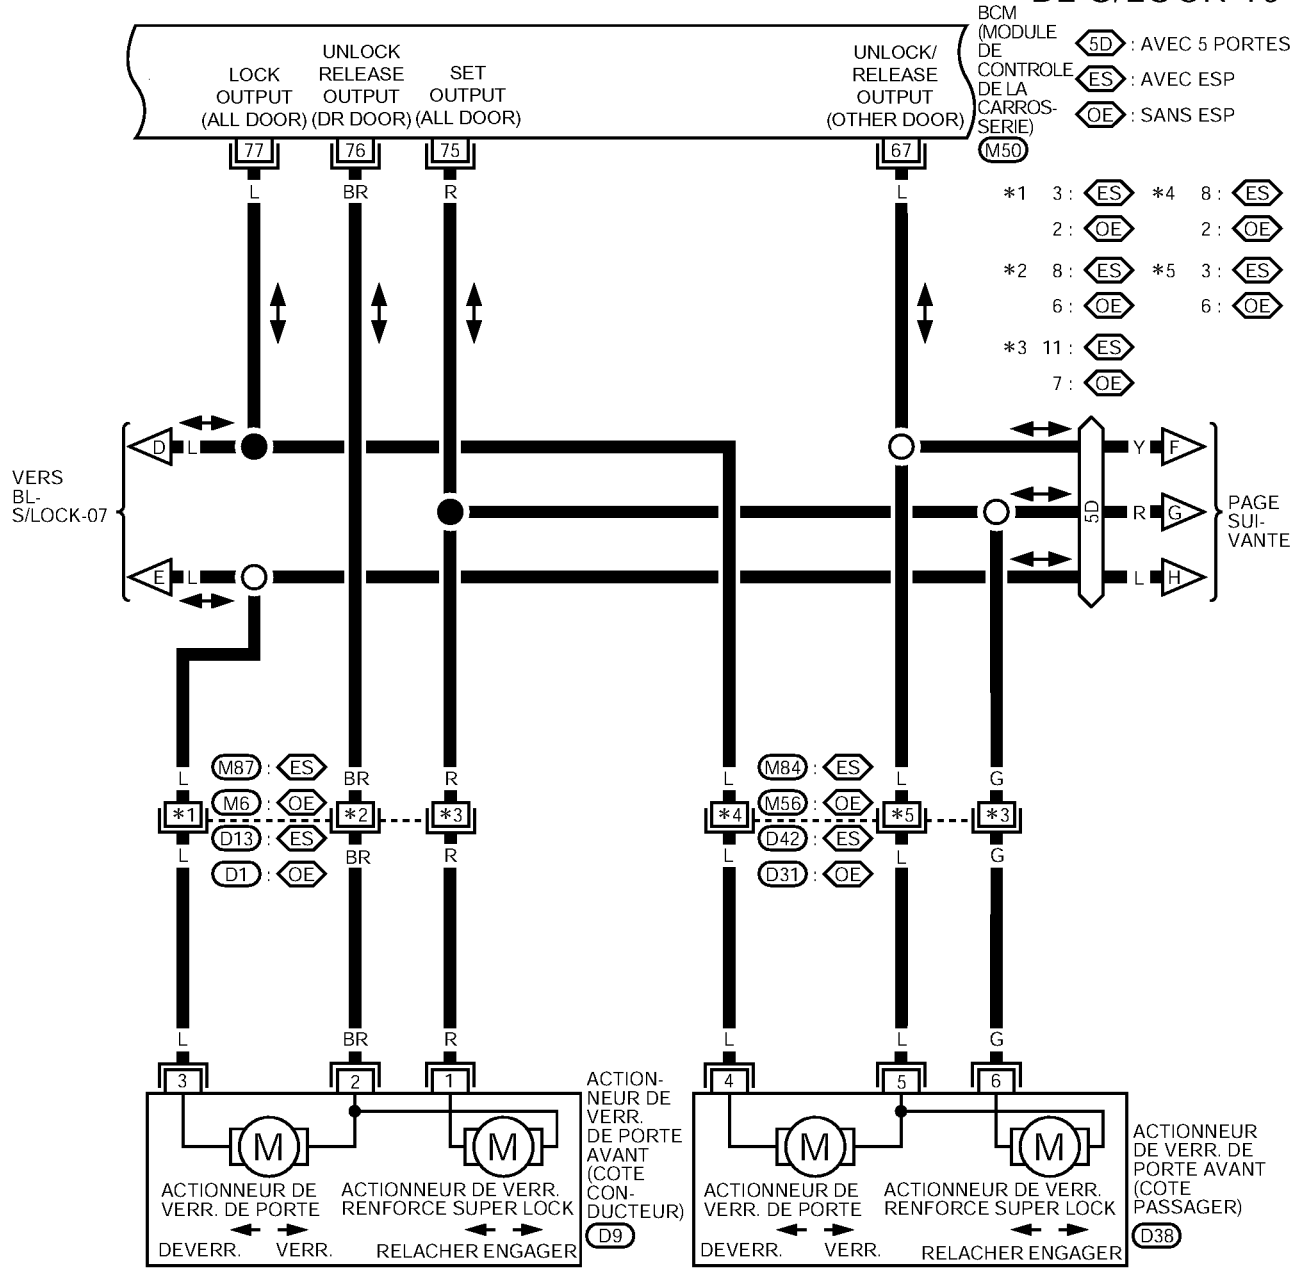 BCM
(MODULE
DE
CONTROLE
DE LA
CARROS-
SERIE)
M50
5D : AVEC 5 PORTES
ES : AVEC ESP
OE : SANS ESP
LOCK
OUTPUT
(ALL DOOR)
UNLOCK
RELEASE
OUTPUT
(DR DOOR)
SET
OUTPUT
(ALL DOOR)
UNLOCK/
RELEASE
OUTPUT
(OTHER DOOR)
77 76 75 67
L BR R L
*1 3 : ES *4 8 : ES
2 : OE 2 : OE
*2 8 : ES *5 3 : ES
6 : OE 6 : OE
*3 11 : ES
7 : OE
VERS
BL-
S/LOCK-07
D L
E L
5D
Y F
R G
L H
PAGE
SUI-
VANTE
L BR R L L G
M87 : ES M84 : ES
M6 : OE M56 : OE
*1 *2 *3 *4 *5 *3
D13 : ES D42 : ES
L BR R L L G
D1 : OE D31 : OE
L BR R L L G
3 2 1 4 5 6
M M M M
ACTIONNEUR DE
VERR. DE PORTE
DEVERR. VERR.
ACTIONNEUR DE VERR.
RENFORCE SUPER LOCK
RELACHER ENGAGER
ACTION-
NEUR DE
VERR.
DE PORTE
AVANT
(COTE
CON-
DUCTEUR)
D9
ACTIONNEUR DE
VERR. DE PORTE
DEVERR. VERR.
ACTIONNEUR DE VERR.
RENFORCE SUPER LOCK
RELACHER ENGAGER
ACTIONNEUR
DE VERR. DE
PORTE AVANT
(COTE
PASSAGER)
D38